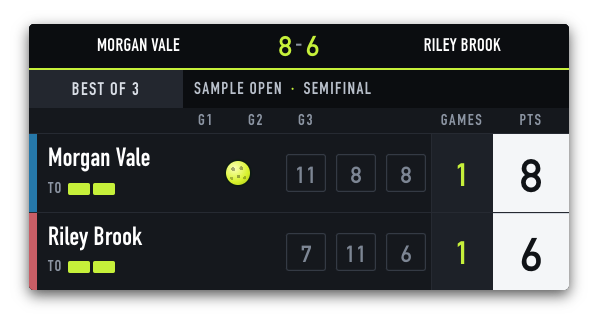 MORGAN VALE 8-6 RILEY BROOK
BEST OF 3 SAMPLE OPEN · SEMIFINAL
G1 G2 G3 GAMES PTS
Morgan Vale 11 8 8 1 8
TO
Riley Brook 7 11 6 1 6
TO